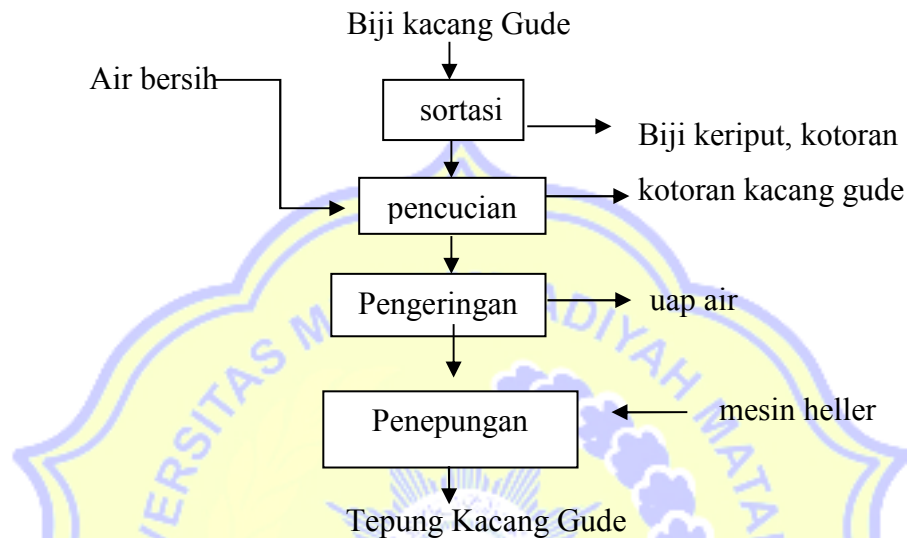 Biji kacang Gude
Air bersih
sortasi
Biji keriput, kotoran
pencucian
kotoran kacang gude
Pengeringan
uap air
Penepungan
mesin heller
Tepung Kacang Gude